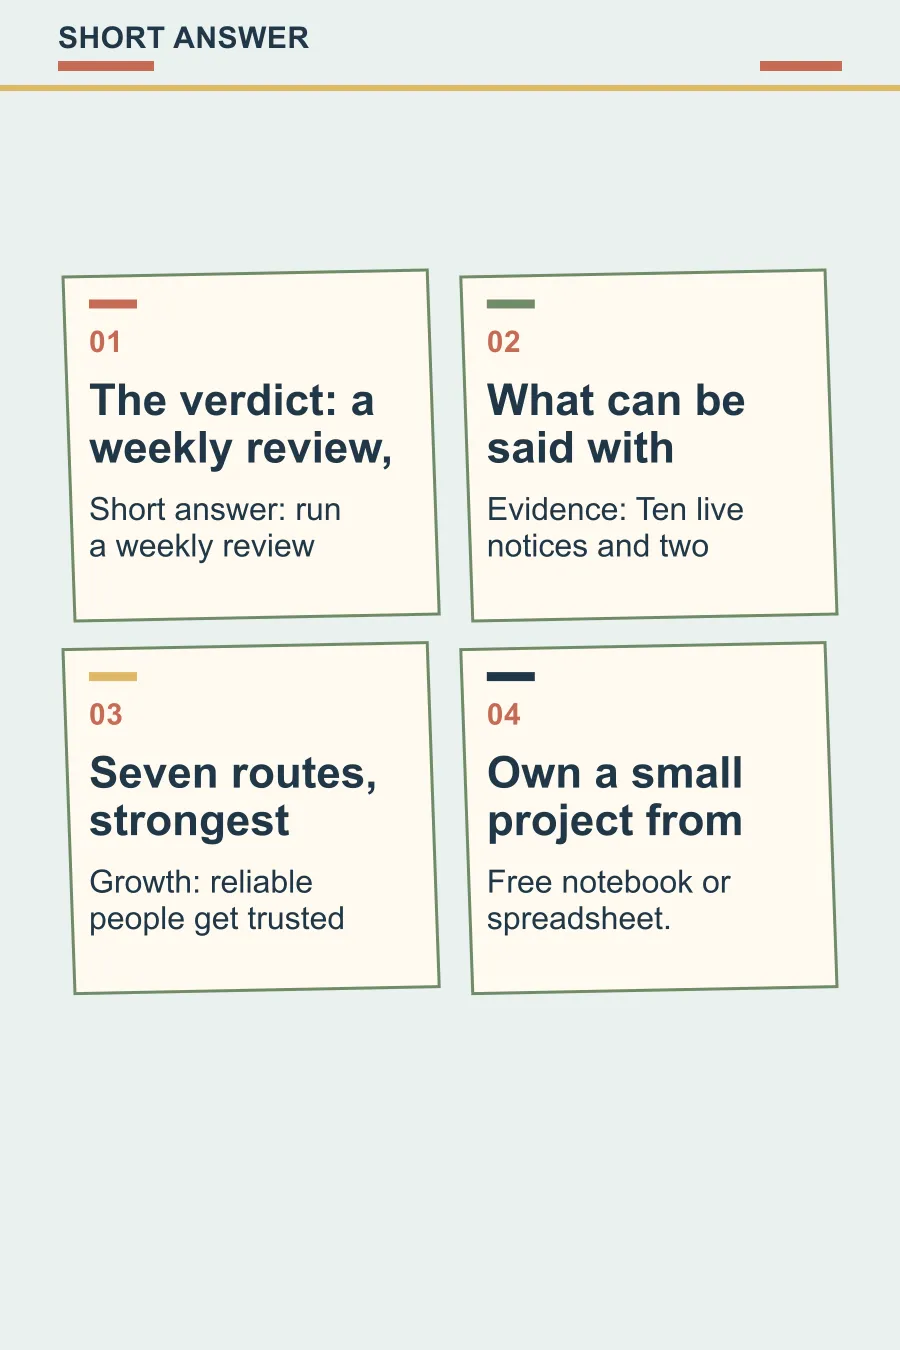 SHORT ANSWER
01
The verdict: a
weekly review,
Short answer: run
a weekly review
02
What can be
said with
Evidence: Ten live
notices and two
03
Seven routes,
strongest
Growth: reliable
people get trusted
04
Own a small
project from
Free notebook or
spreadsheet.